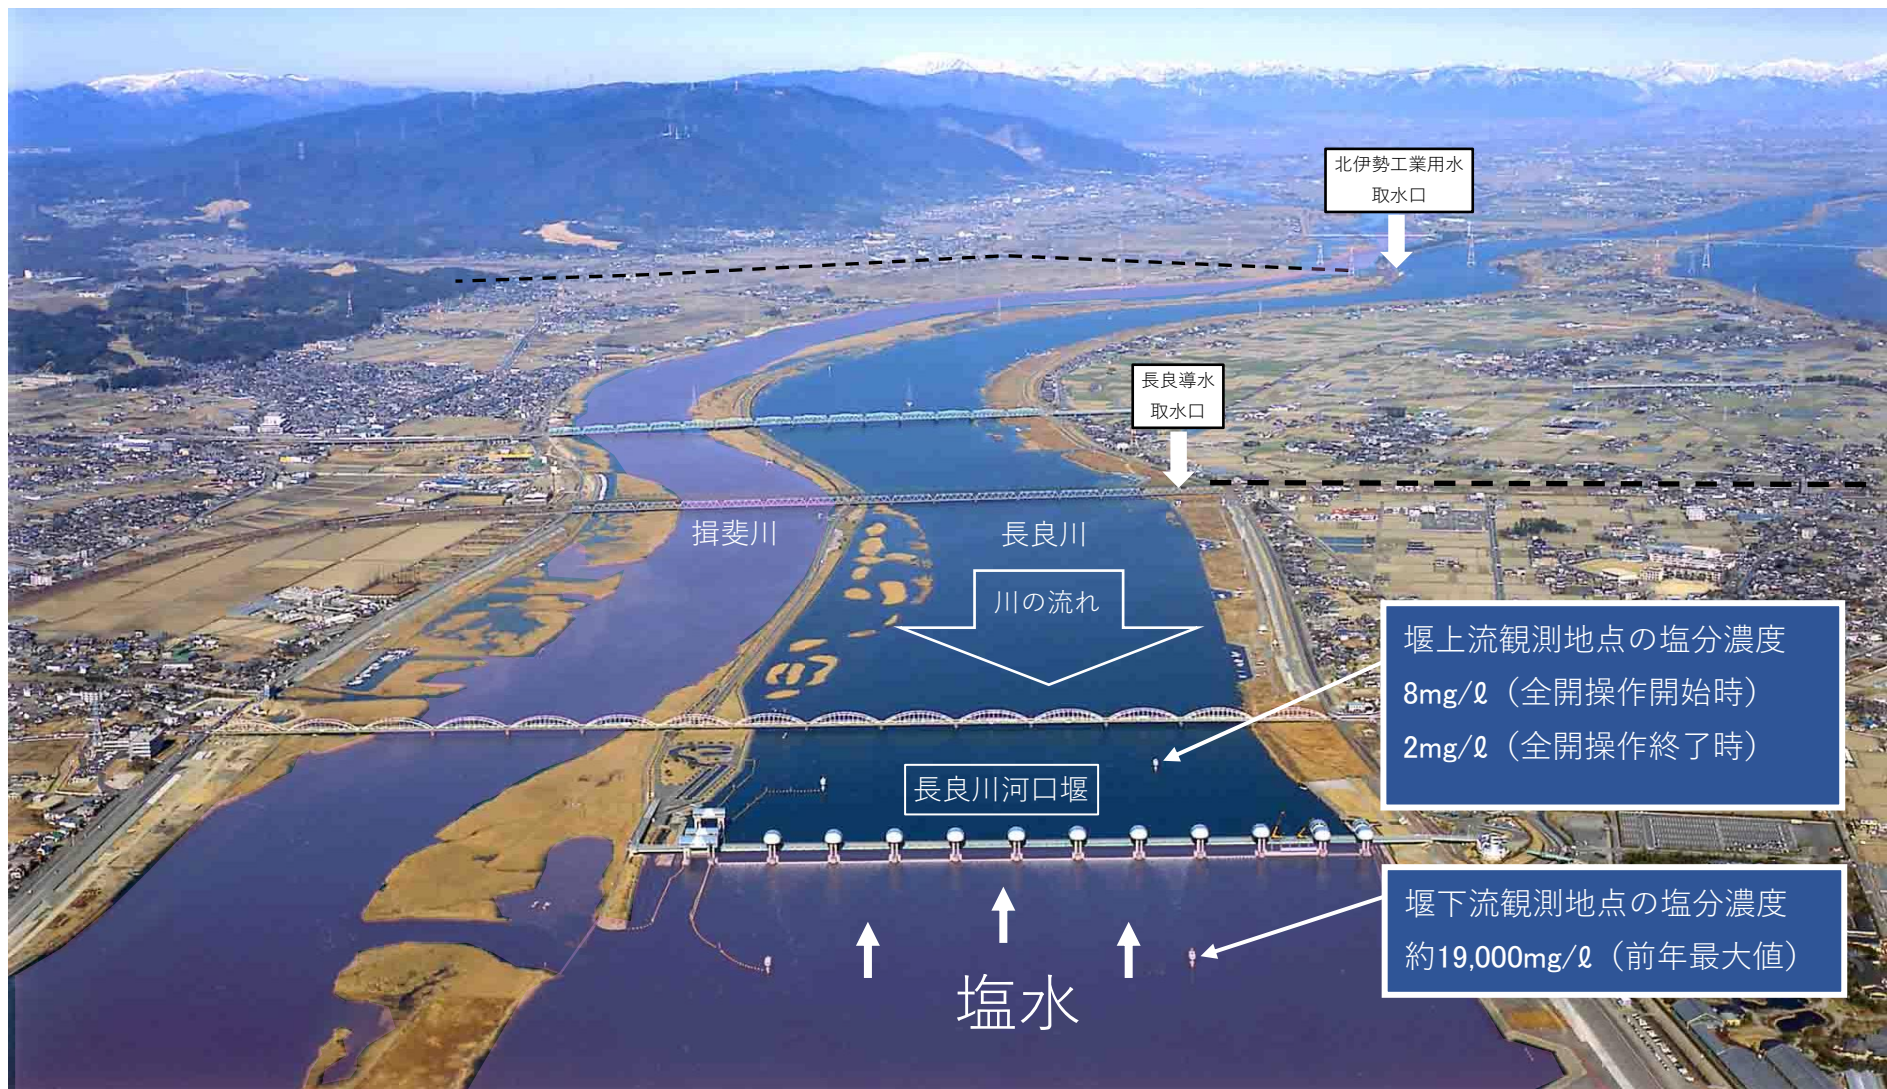 北伊勢工業用水
取水口
長良導水
取水口
揖斐川
長良川
川の流れ
堰上流観測地点の塩分濃度
8mg/ℓ（全開操作開始時）
2mg/ℓ（全開操作終了時）
長良川河口堰
堰下流観測地点の塩分濃度
約19,000mg/ℓ（前年最大値）
塩水